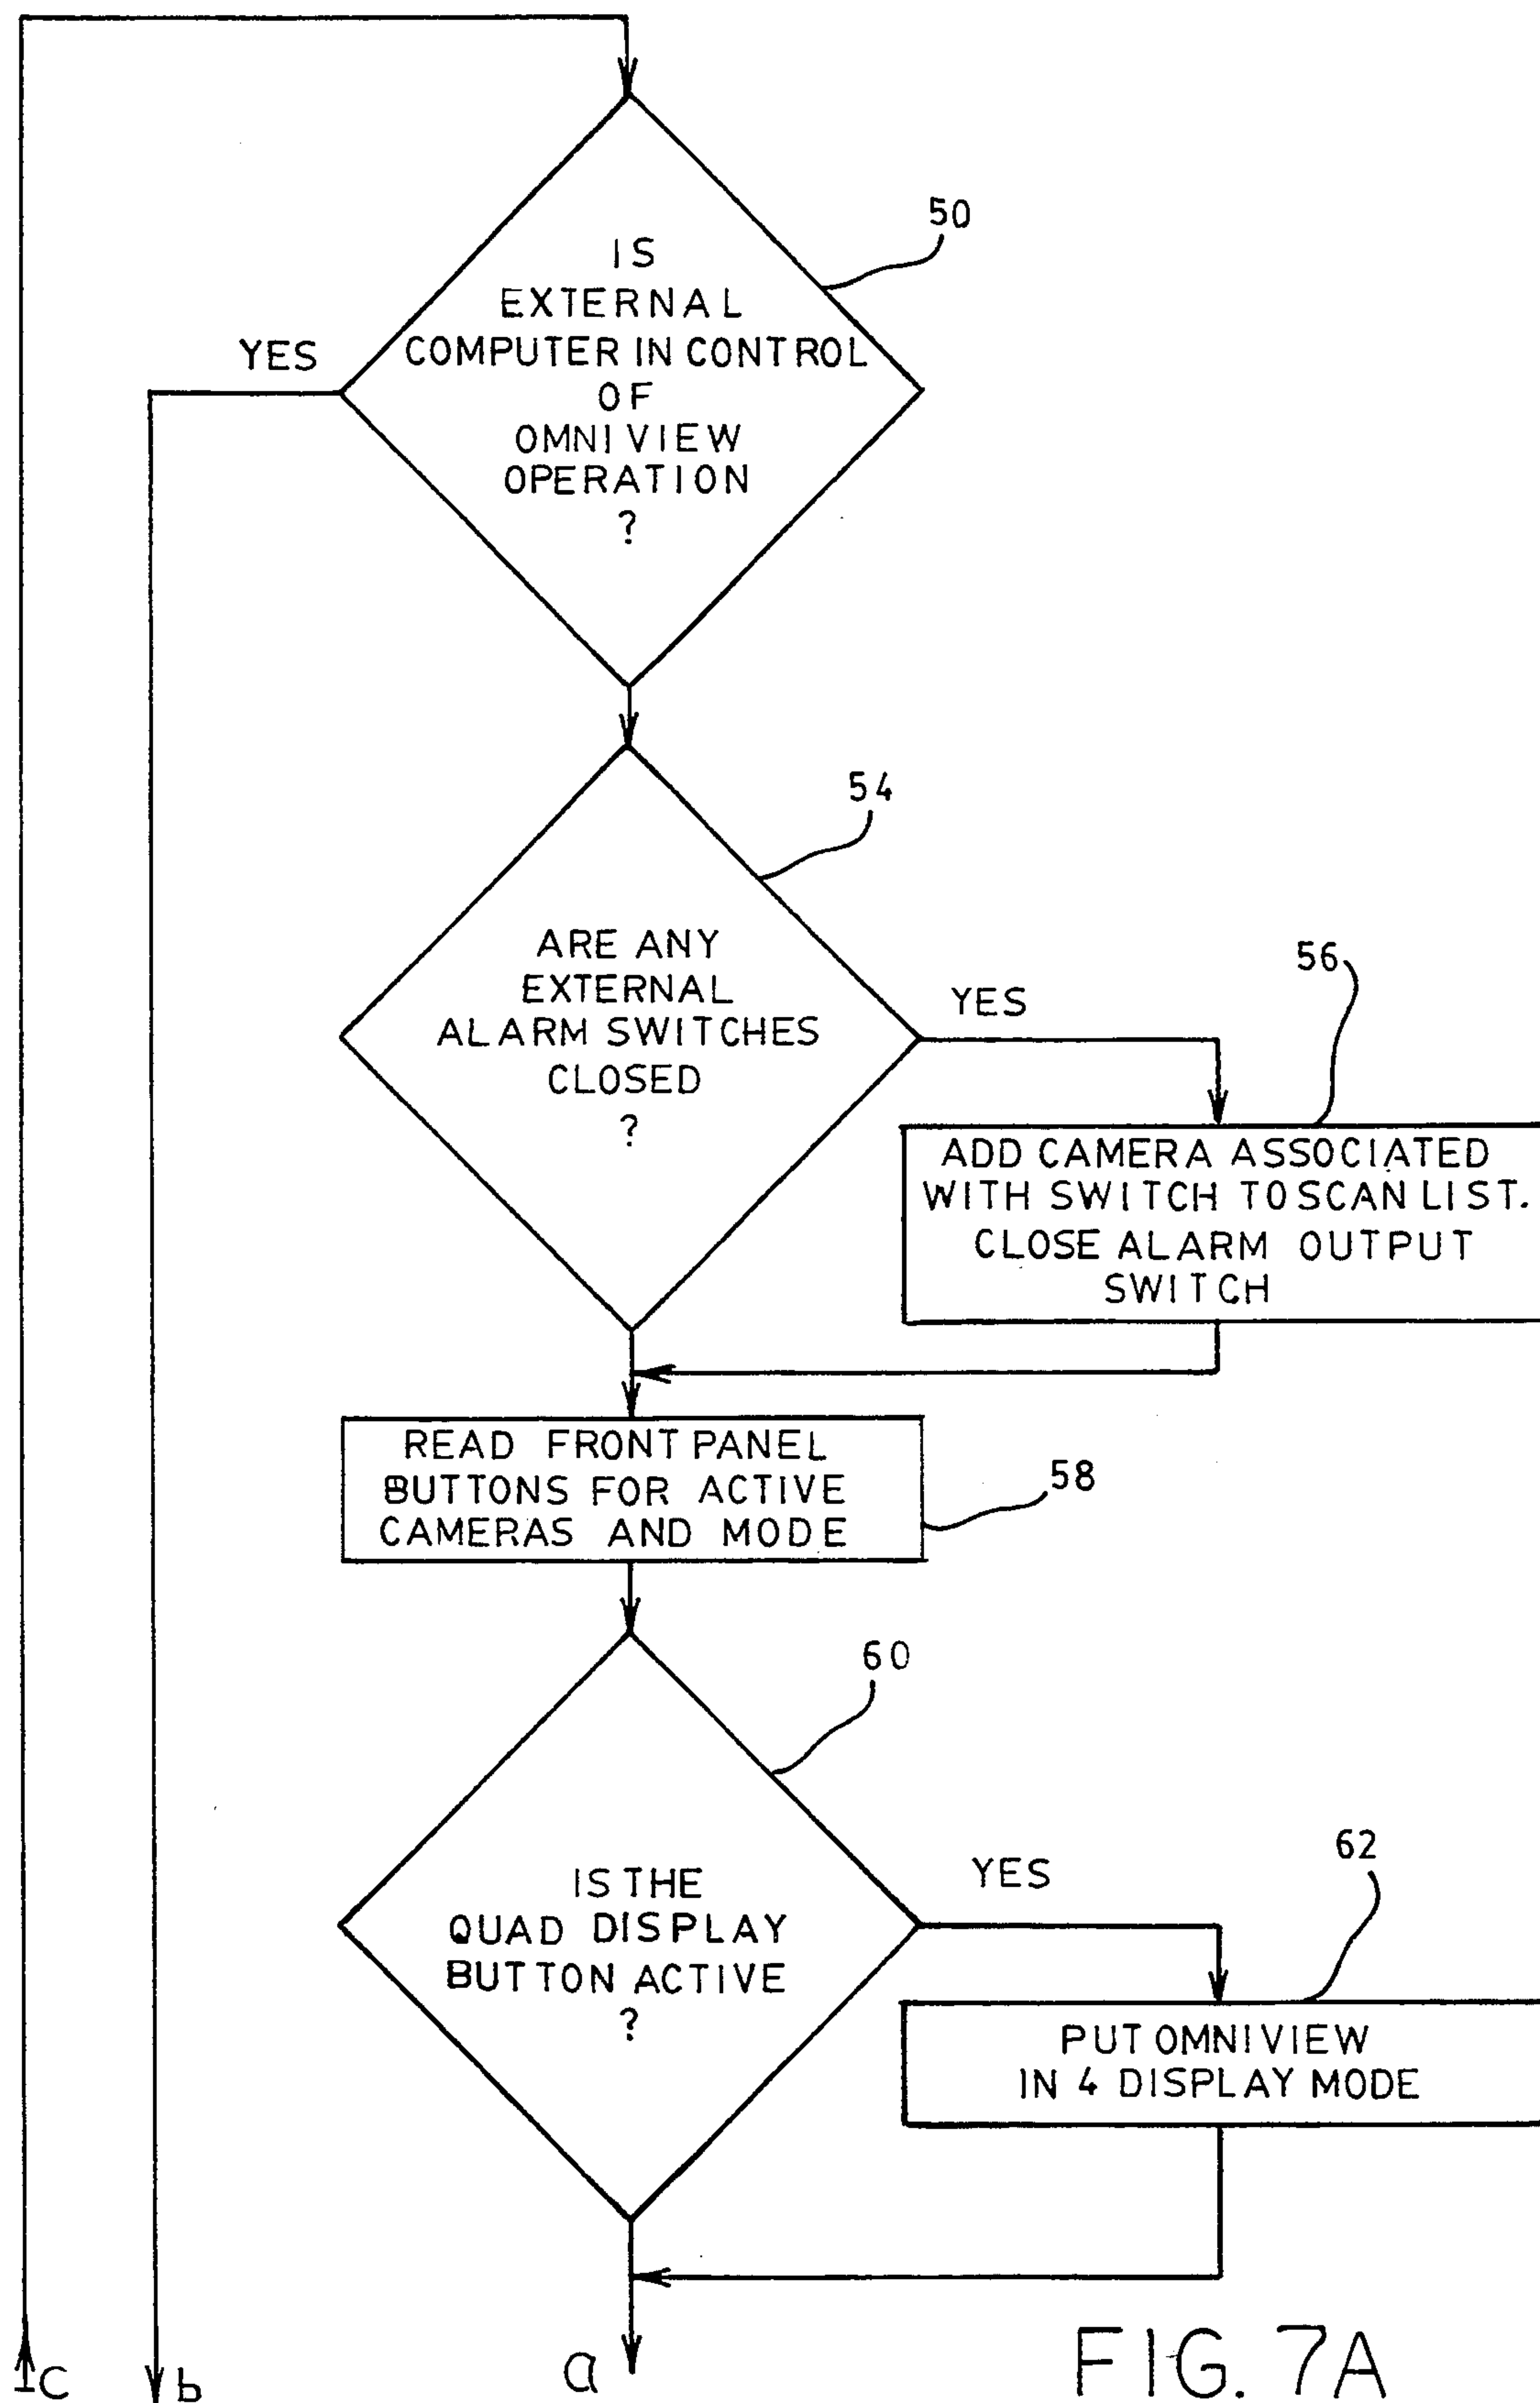 50
IS
EXTERNAL
COMPUTER IN CONTROL
OF
OMNIVIEW
OPERATION
?
YES
54
ARE ANY
EXTERNAL
ALARM SWITCHES
CLOSED
?
YES
56
ADD CAMERA ASSOCIATED
WITH SWITCH TO SCAN LIST.
CLOSE ALARM OUTPUT
SWITCH
READ FRONT PANEL
BUTTONS FOR ACTIVE
CAMERAS AND MODE
58
60
IS THE
QUAD DISPLAY
BUTTON ACTIVE
?
YES
62
PUT OMNIVIEW
IN 4 DISPLAY MODE
c
b
a
FIG. 7A